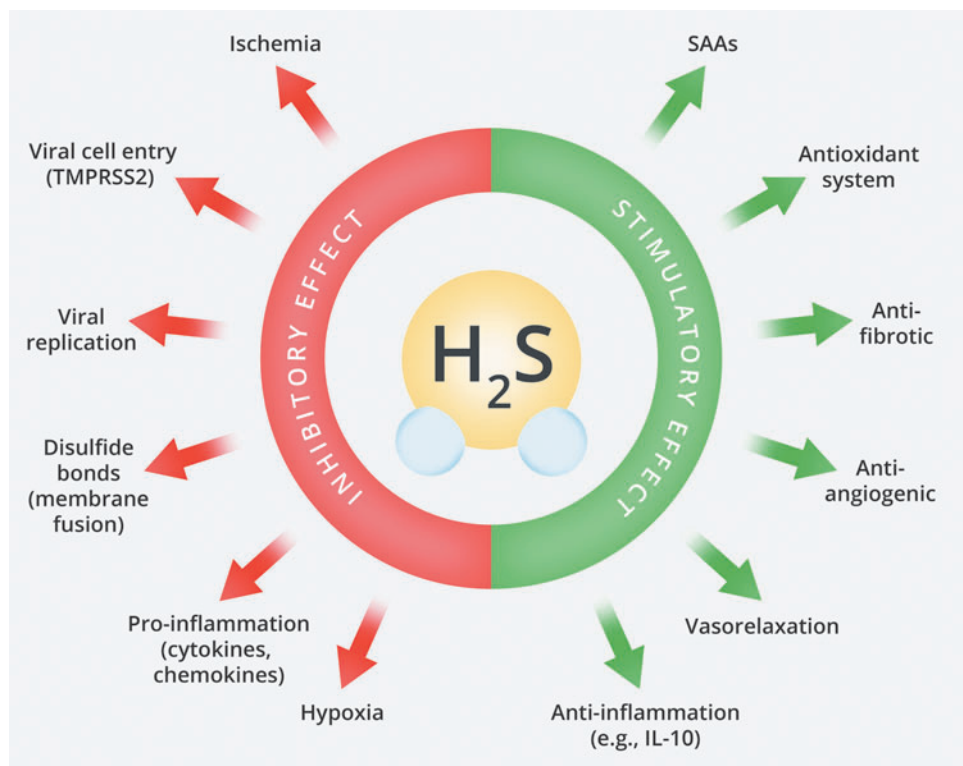 Ischemia
SAAs
Viral cell entry
(TMPRSS2)
Antioxidant
system
Viral
replication
Anti-
fibrotic
Disulfide
bonds
(membrane
fusion)
Anti-
angiogenic
Pro-inflammation
(cytokines,
chemokines)
Vasorelaxation
Hypoxia
Anti-inflammation
(e.g., IL-10)
INHIBITORY EFFECT
STIMULATORY EFFECT
H₂S